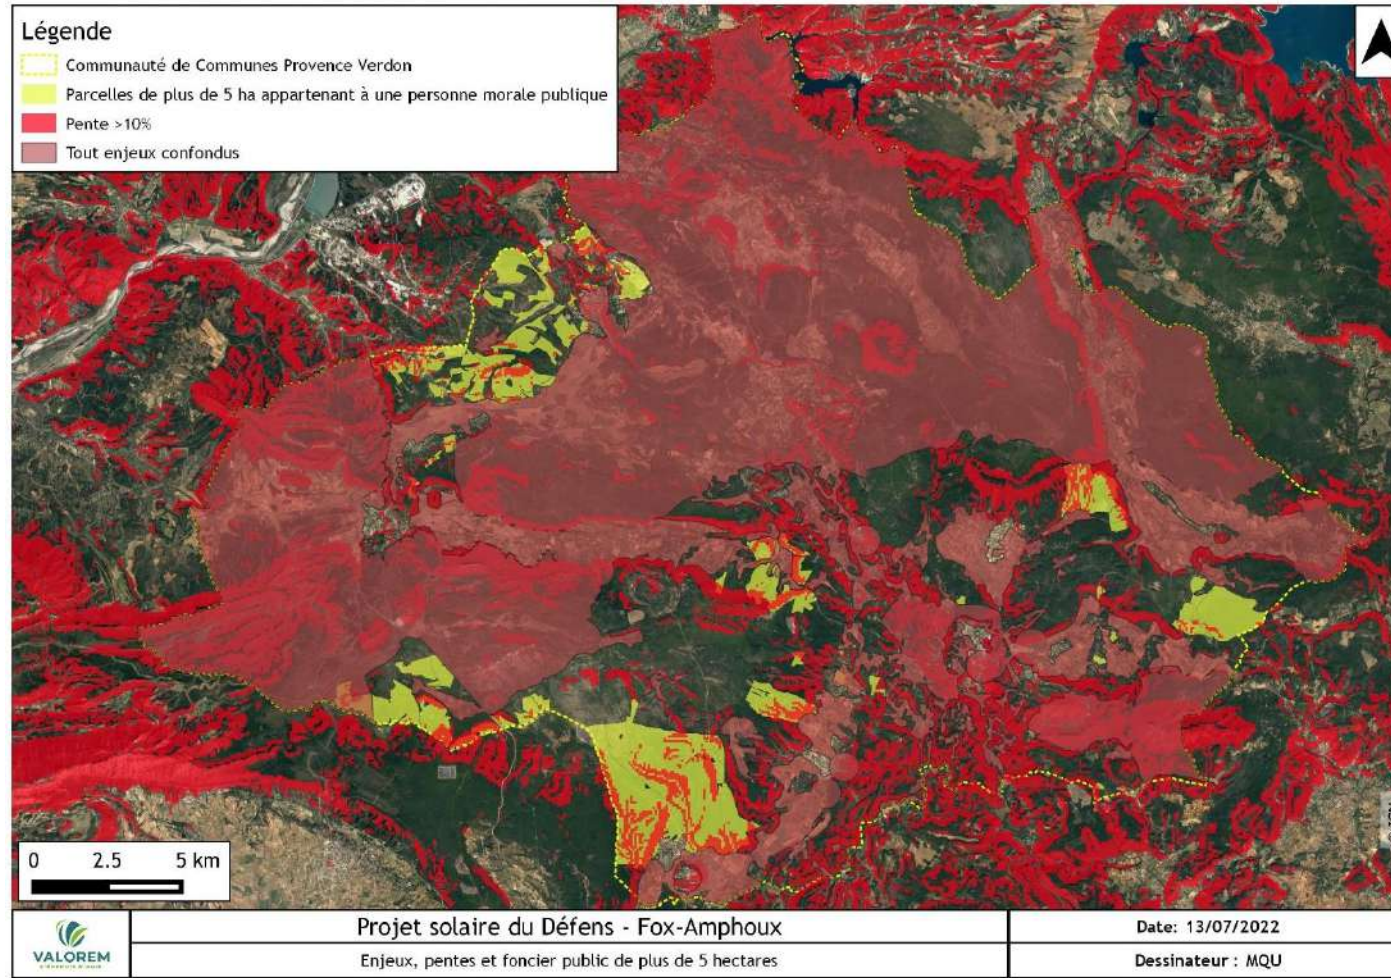 Légende
Communauté de Communes Provence Verdon
Parcelles de plus de 5 ha appartenant à une personne morale publique
Pente >10%
Tout enjeux confondus
0 2.5 5 km
VALOREM
Projet solaire du Défens - Fox-Amphoux
Enjeux, pentes et foncier public de plus de 5 hectares
Date: 13/07/2022
Dessinateur : MQU